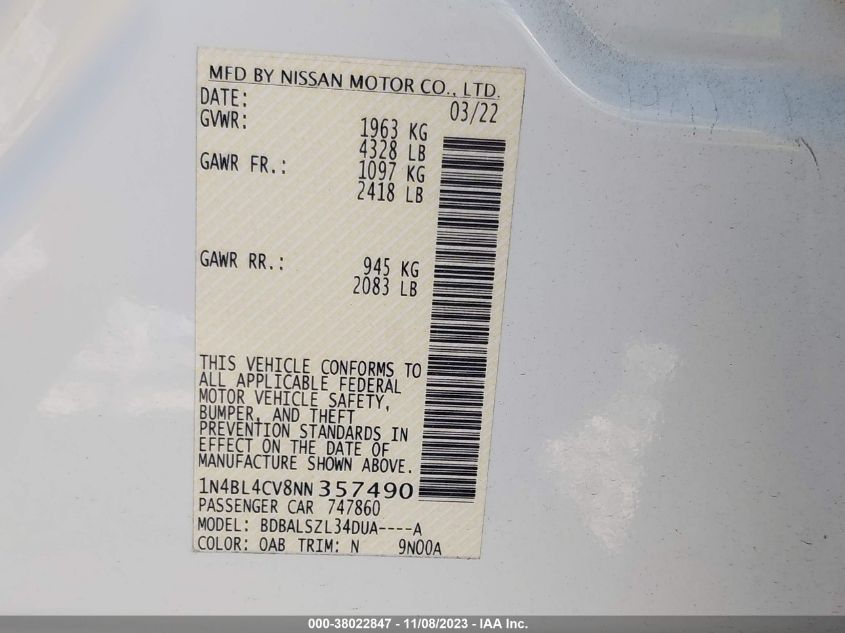 MFD BY NISSAN MOTOR CO., LTD.
DATE: 03/22
GVWR: 1963 KG
4328 LB
GAWR FR.: 1097 KG
2418 LB
GAWR RR.: 945 KG
2083 LB
THIS VEHICLE CONFORMS TO
ALL APPLICABLE FEDERAL
MOTOR VEHICLE SAFETY,
BUMPER, AND THEFT
PREVENTION STANDARDS IN
EFFECT ON THE DATE OF
MANUFACTURE SHOWN ABOVE.
1N4BL4CV8NN357490
PASSENGER CAR 747860
MODEL: BDBALSZL34DUA----A
COLOR: OAB TRIM: N 9N00A
000-38022847 - 11/08/2023 - IAA Inc.